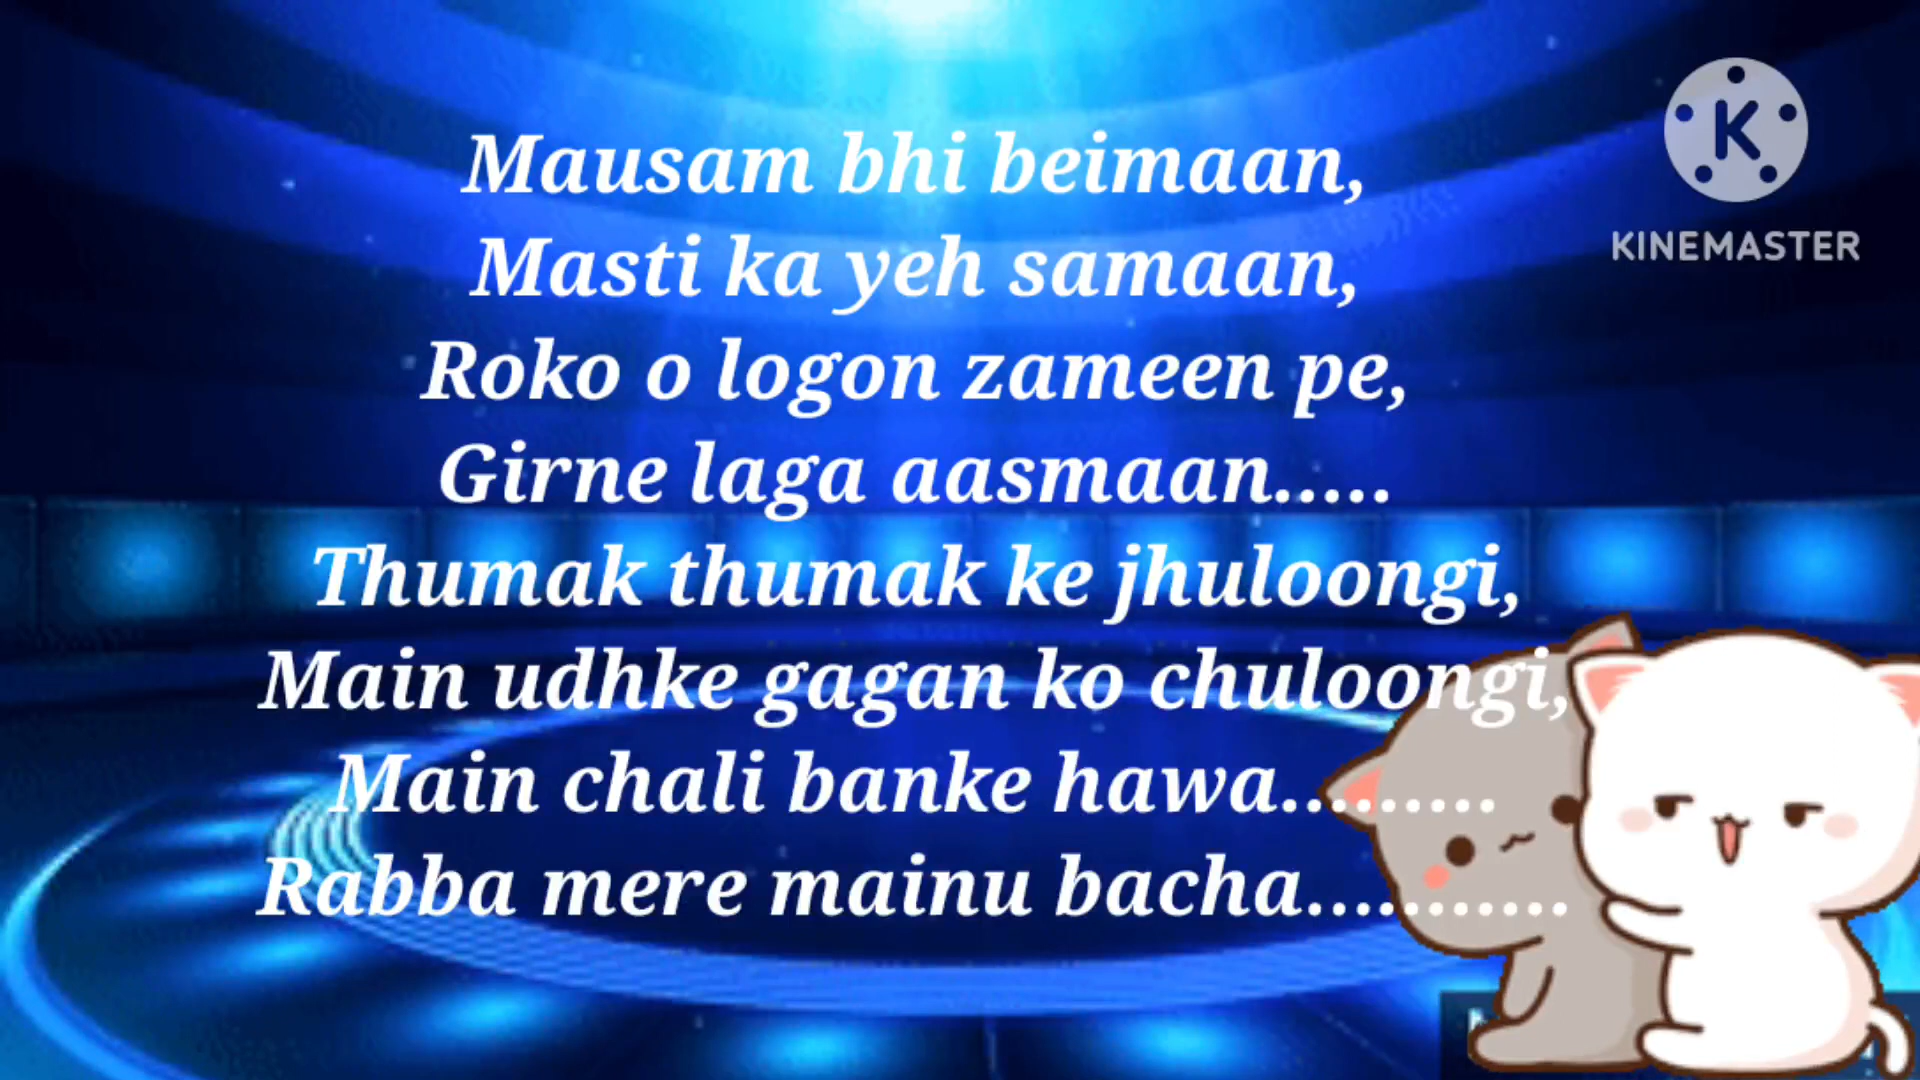 Mausam bhi beimaan,
Masti ka yeh samaan,
Roko o logon zameen pe,
Girne laga aasmaan.....
Thumak thumak ke jhuloongi,
Main udhke gagan ko chuloongi,
Main chali banke hawa.........
Rabba mere mainu bacha...........
K
KINEMASTER